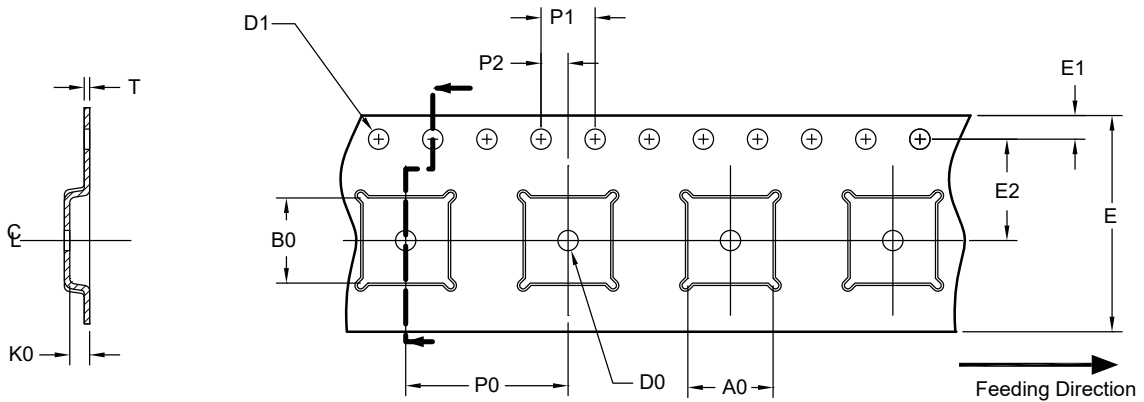 P1
D1
P2
E1
T
E2
E
B0
℄
K0
P0
D0
A0
Feeding Direction